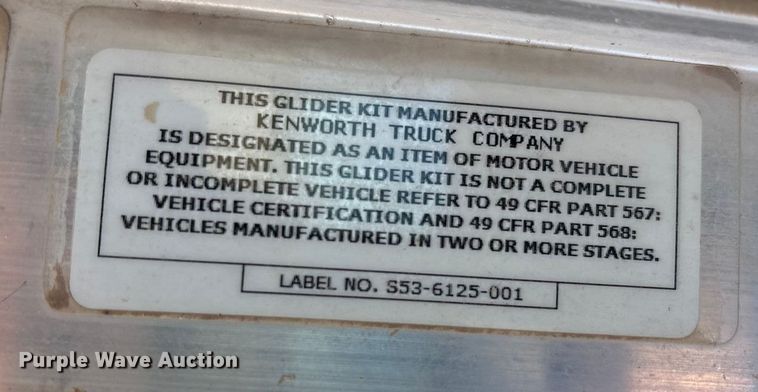 THIS GLIDER KIT MANUFACTURED BY
KENWORTH TRUCK COMPANY
IS DESIGNATED AS AN ITEM OF MOTOR VEHICLE
EQUIPMENT. THIS GLIDER KIT IS NOT A COMPLETE
OR INCOMPLETE VEHICLE REFER TO 49 CFR PART 567:
VEHICLE CERTIFICATION AND 49 CFR PART 568:
VEHICLES MANUFACTURED IN TWO OR MORE STAGES.
LABEL NO. S53-6125-001
Purple Wave Auction